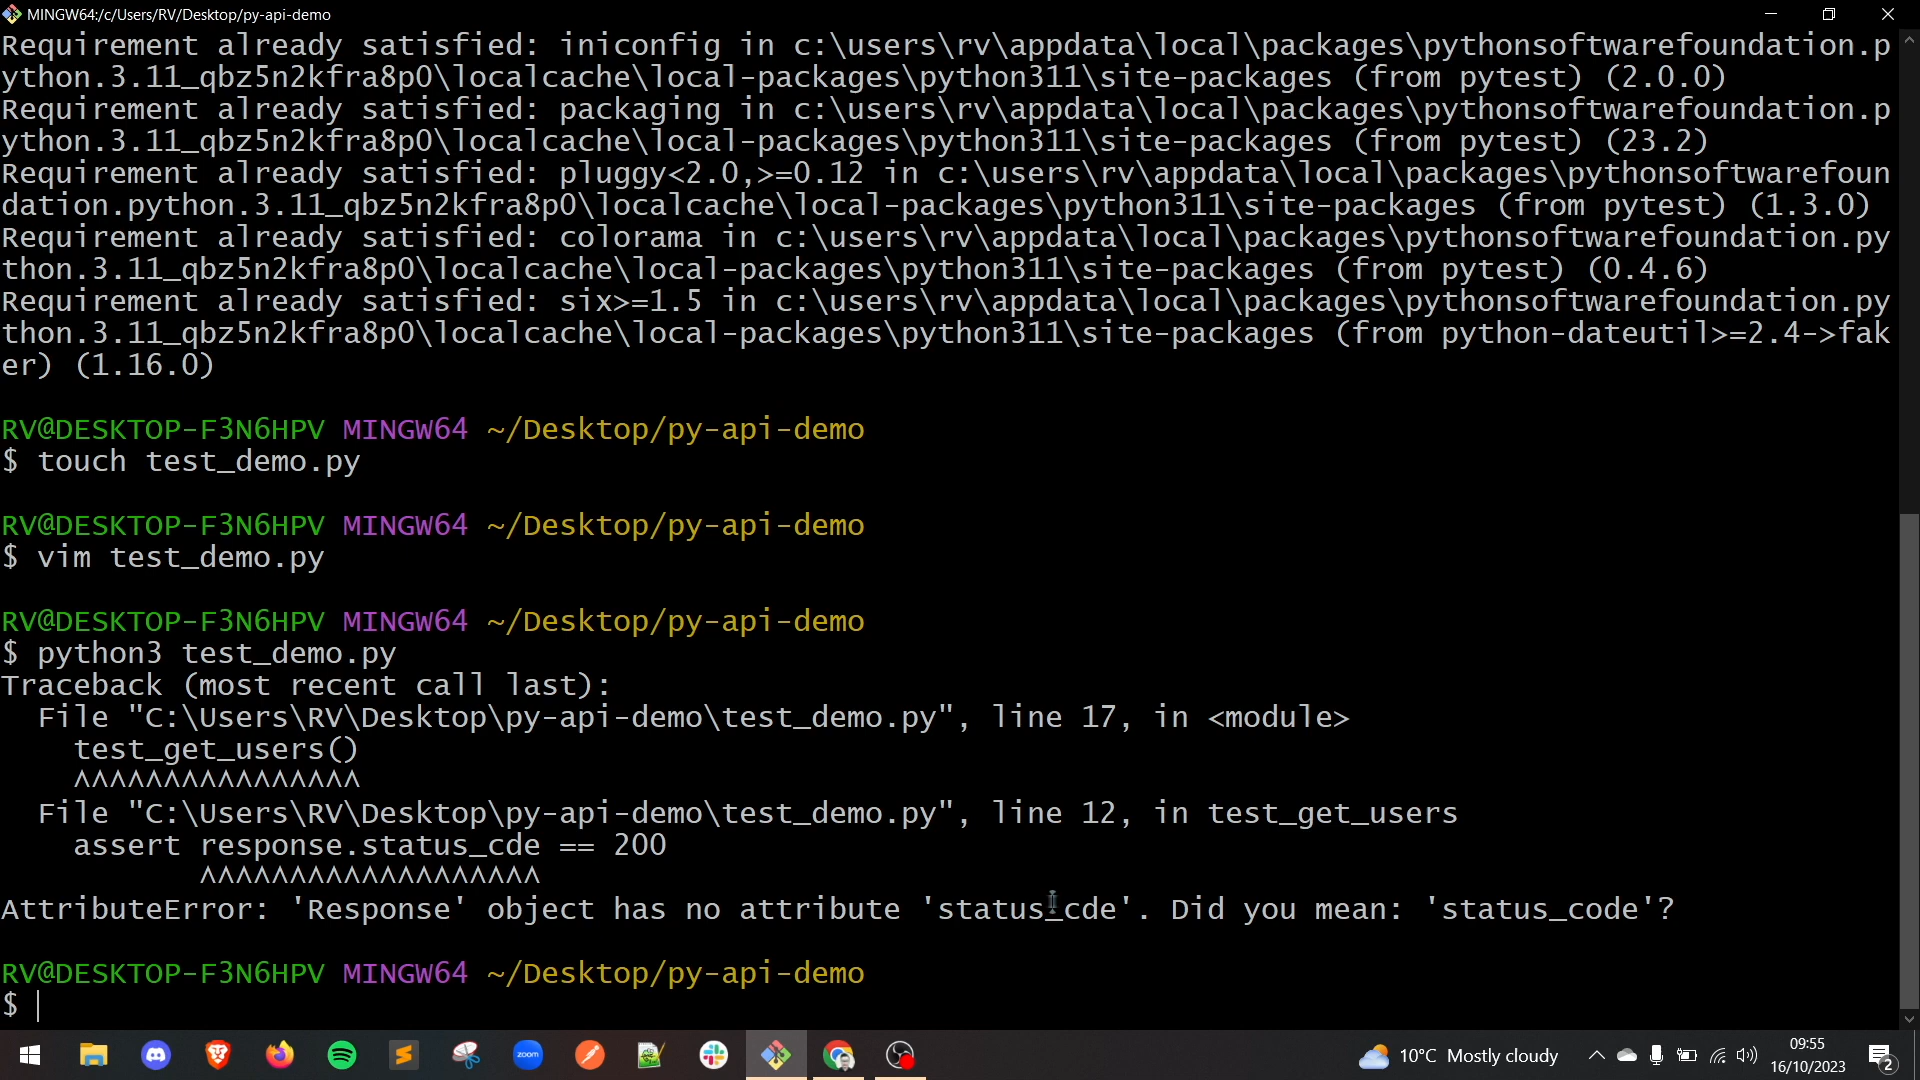 MINGW64:/c/Users/RV/Desktop/py-api-demo
Requirement already satisfied: iniconfig in c:\users\rv\appdata\local\packages\pythonsoftwarefoundation.p
ython.3.11_qbz5n2kfra8p0\localcache\local-packages\python311\site-packages (from pytest) (2.0.0)
Requirement already satisfied: packaging in c:\users\rv\appdata\local\packages\pythonsoftwarefoundation.p
ython.3.11_qbz5n2kfra8p0\localcache\local-packages\python311\site-packages (from pytest) (23.2)
Requirement already satisfied: pluggy<2.0,>=0.12 in c:\users\rv\appdata\local\packages\pythonsoftwarefoun
dation.python.3.11_qbz5n2kfra8p0\localcache\local-packages\python311\site-packages (from pytest) (1.3.0)
Requirement already satisfied: colorama in c:\users\rv\appdata\local\packages\pythonsoftwarefoundation.py
thon.3.11_qbz5n2kfra8p0\localcache\local-packages\python311\site-packages (from pytest) (0.4.6)
Requirement already satisfied: six>=1.5 in c:\users\rv\appdata\local\packages\pythonsoftwarefoundation.py
thon.3.11_qbz5n2kfra8p0\localcache\local-packages\python311\site-packages (from python-dateutil>=2.4->fak
er) (1.16.0)
RV@DESKTOP-F3N6HPV MINGW64 ~/Desktop/py-api-demo
$ touch test_demo.py
RV@DESKTOP-F3N6HPV MINGW64 ~/Desktop/py-api-demo
$ vim test_demo.py
RV@DESKTOP-F3N6HPV MINGW64 ~/Desktop/py-api-demo
$ python3 test_demo.py
Traceback (most recent call last):
  File "C:\Users\RV\Desktop\py-api-demo\test_demo.py", line 17, in <module>
    test_get_users()
    ^^^^^^^^^^^^^^^^
  File "C:\Users\RV\Desktop\py-api-demo\test_demo.py", line 12, in test_get_users
    assert response.status_cde == 200
           ^^^^^^^^^^^^^^^^^^^
AttributeError: 'Response' object has no attribute 'status_cde'. Did you mean: 'status_code'?
RV@DESKTOP-F3N6HPV MINGW64 ~/Desktop/py-api-demo
$
zoom
10°C Mostly cloudy
09:55
16/10/2023
2